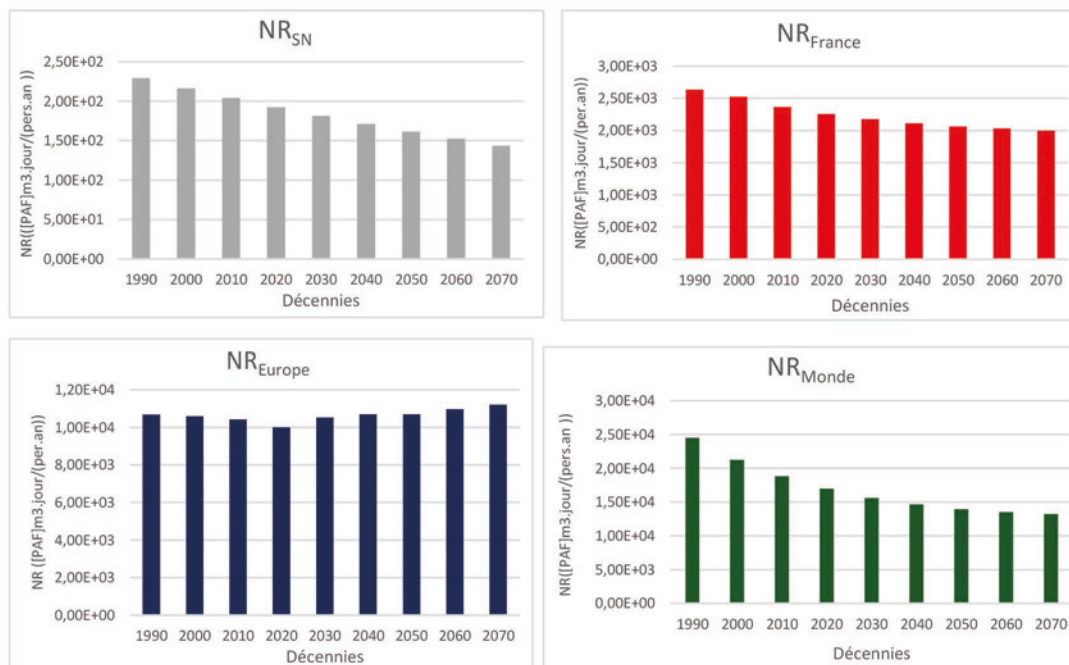 NR_SN
NR(([PAF]m3.jour/(pers.an ))
2,50E+02
2,00E+02
1,50E+02
1,00E+02
5,00E+01
0,00E+00
1990 2000 2010 2020 2030 2040 2050 2060 2070
Décennies
NR_France
NR([PAF]m3.jour/(per.an))
3,00E+03
2,50E+03
2,00E+03
1,50E+03
1,00E+03
5,00E+02
0,00E+00
1990 2000 2010 2020 2030 2040 2050 2060 2070
Décennies
NR_Europe
NR ([PAF]m3.jour/(per.an))
1,20E+04
1,00E+04
8,00E+03
6,00E+03
4,00E+03
2,00E+03
0,00E+00
1990 2000 2010 2020 2030 2040 2050 2060 2070
Décennies
NR_Monde
NR([PAF]m3.jour/(pers.an ))
3,00E+04
2,50E+04
2,00E+04
1,50E+04
1,00E+04
5,00E+03
0,00E+00
1990 2000 2010 2020 2030 2040 2050 2060 2070
Décennies